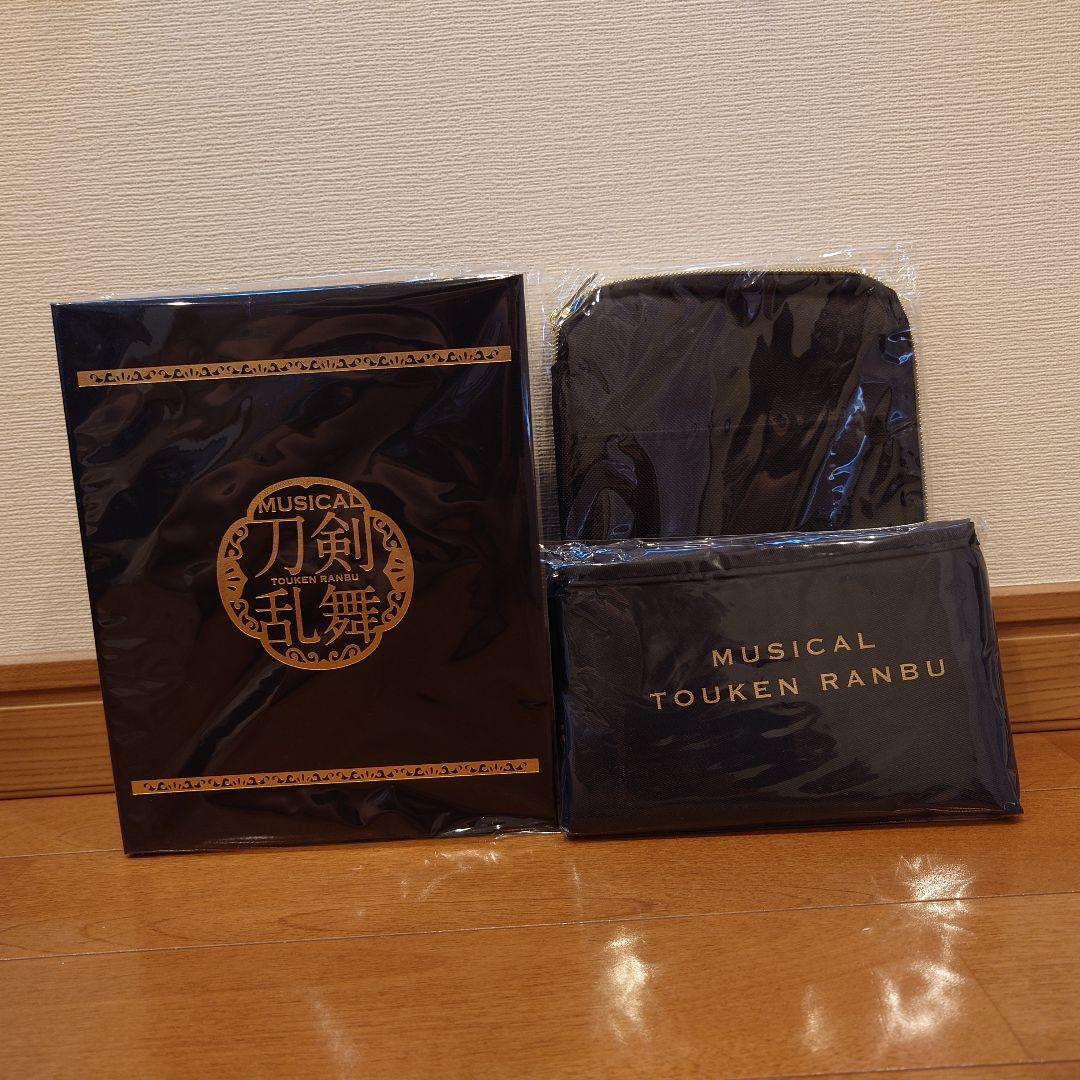 MUSICAL
刀剣
TOUKEN RANBU
乱舞
MUSICAL
TOUKEN RANBU